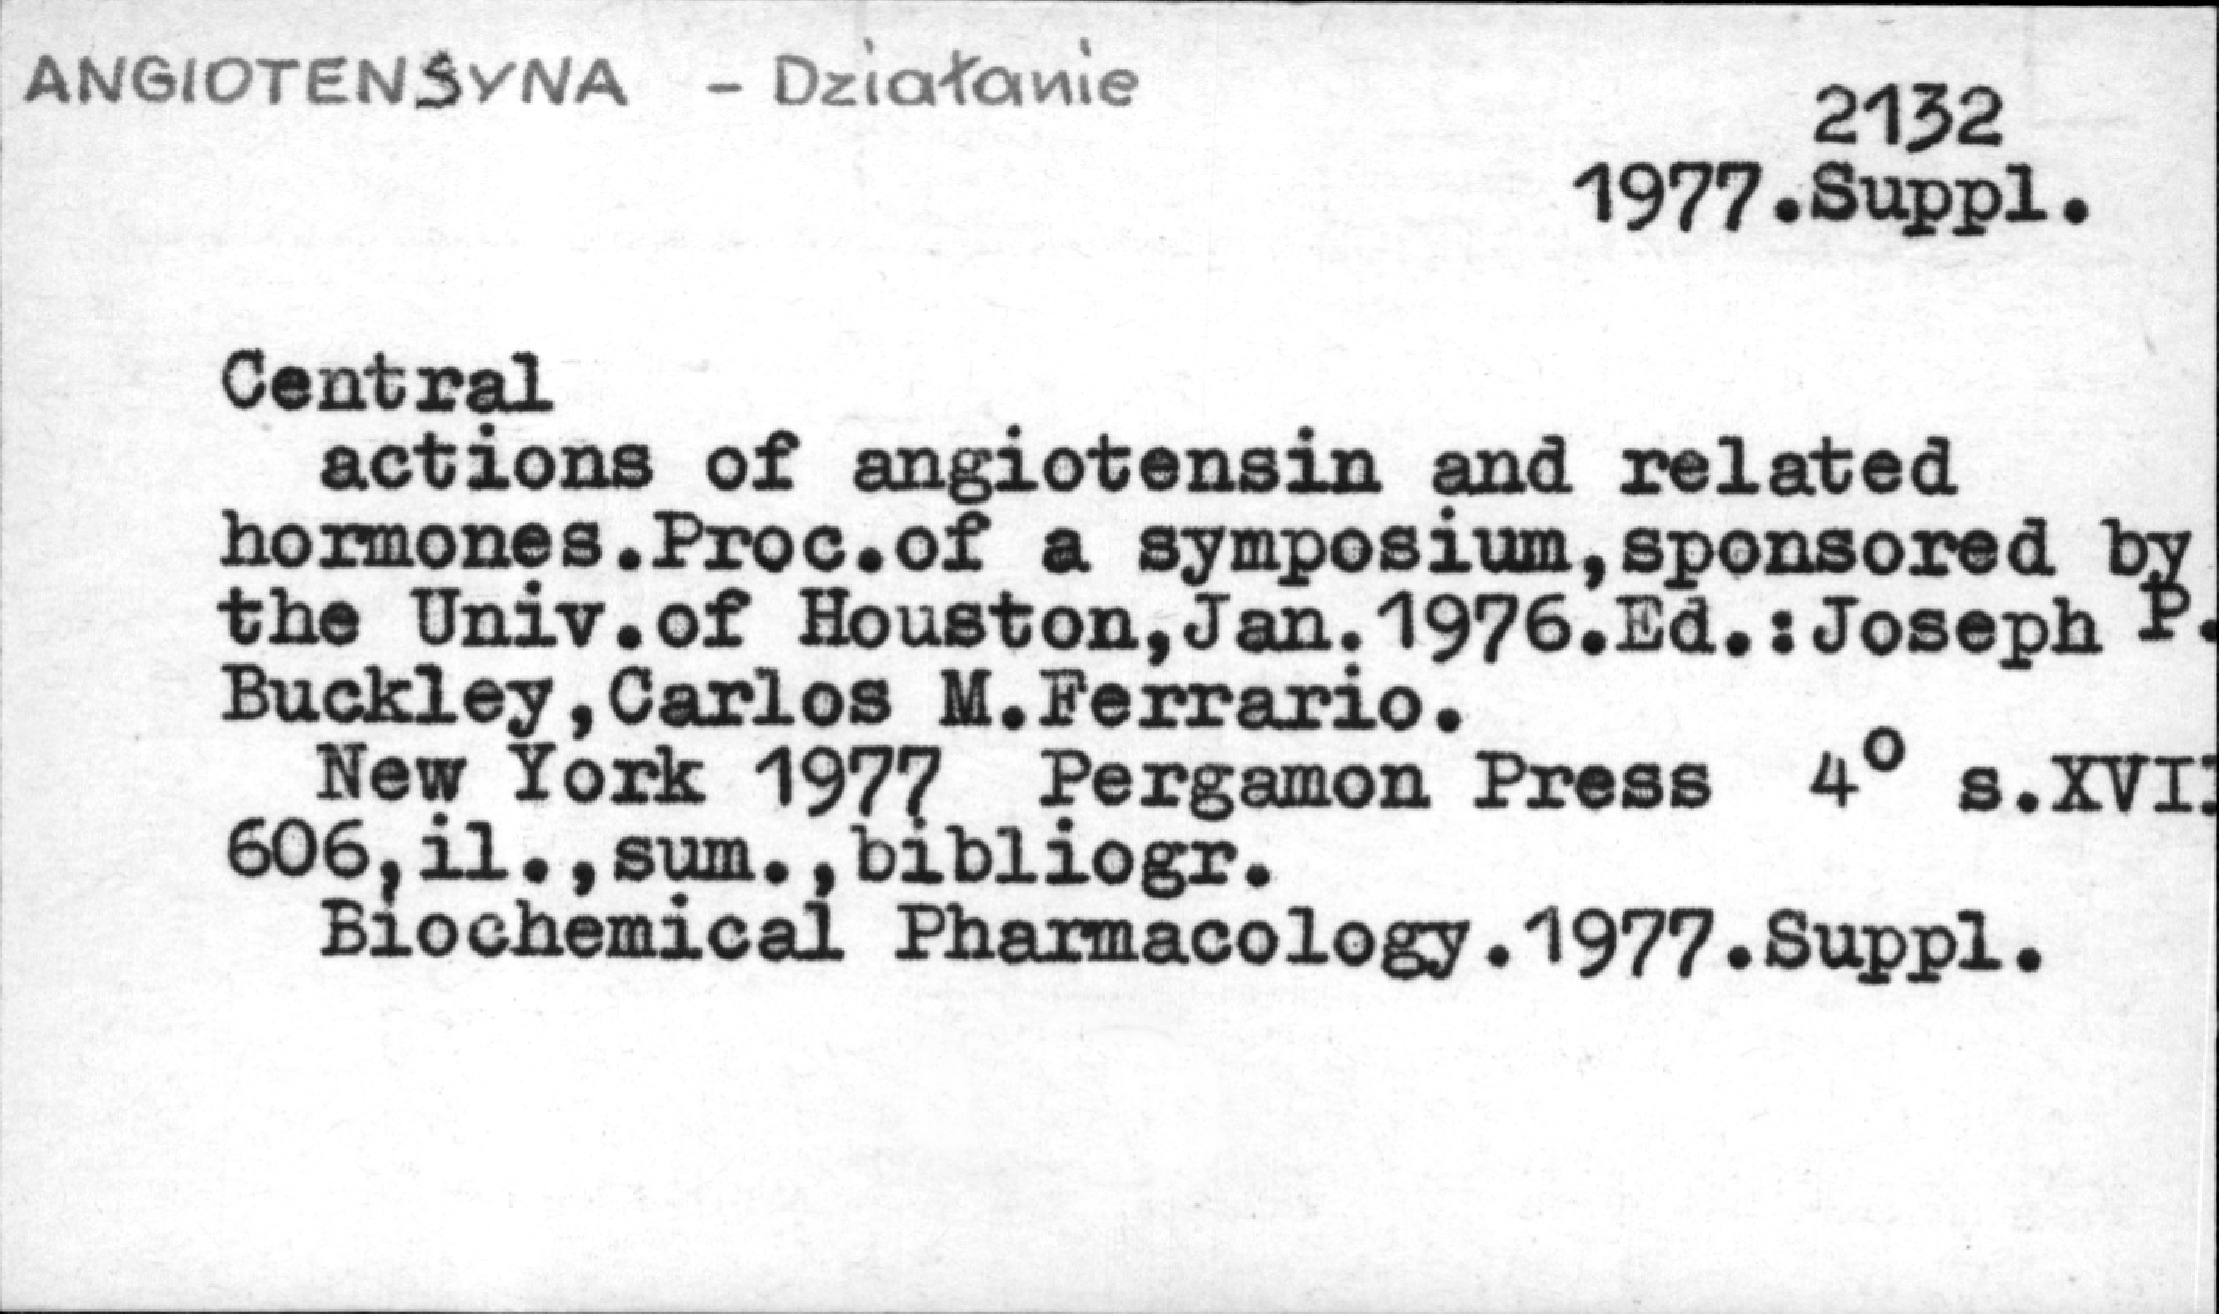 ANGIOTENSYNA - Działanie
2132
1977.Suppl.
Central
actions of angiotensin and related
hormones.Proc.of a symposium,sponsored by
the Univ.of Houston,Jan.1976.Ed.:Joseph P.
Buckley,Carlos M.Ferrario.
New York 1977 Pergamon Press 4° s.XVII
606,il.,sum.,bibliogr.
Biochemical Pharmacology.1977.Suppl.